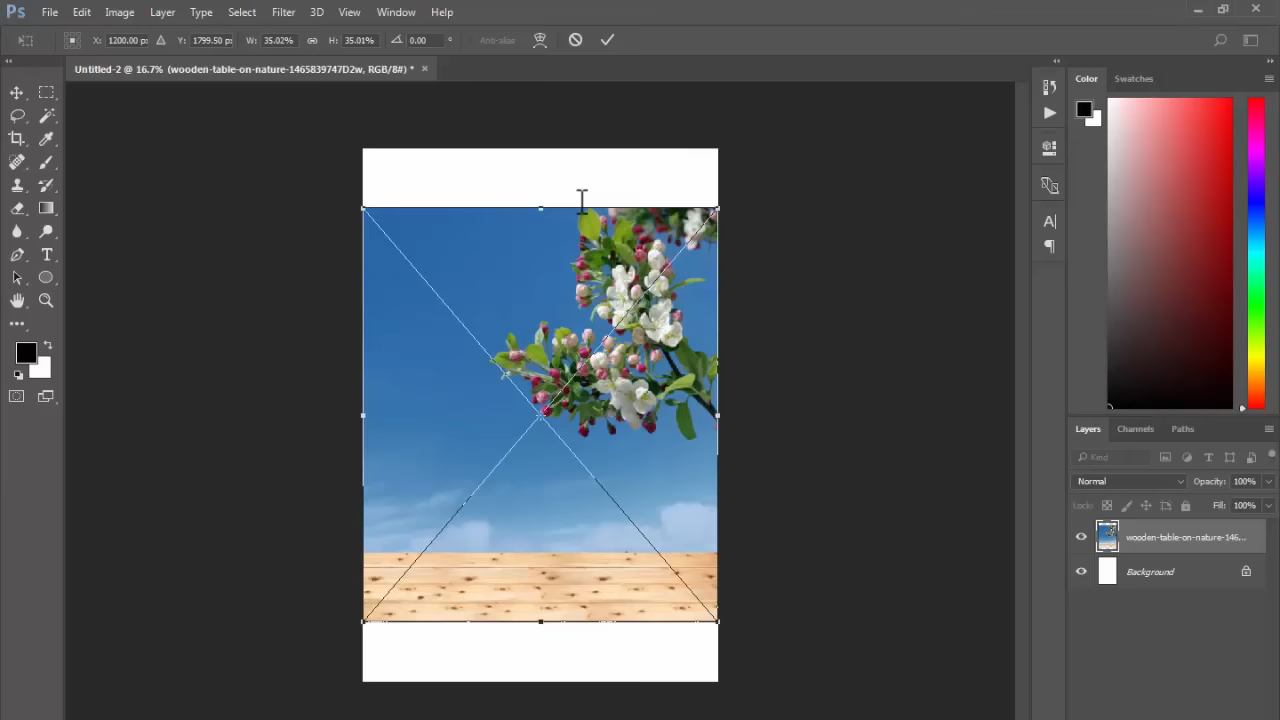 Ps File Edit Image Layer Type Select Filter 3D View Window Help
X: 1200.00 px Y: 1799.50 px W: 35.02% H: 35.01% 0.00 ° Anti-alias
Untitled-2 @ 16.7% (wooden-table-on-nature-1465839747D2w, RGB/8#) * ×
Color Swatches
Layers Channels Paths
Kind
Normal Opacity: 100%
Lock: Fill: 100%
wooden-table-on-nature-146...
Background